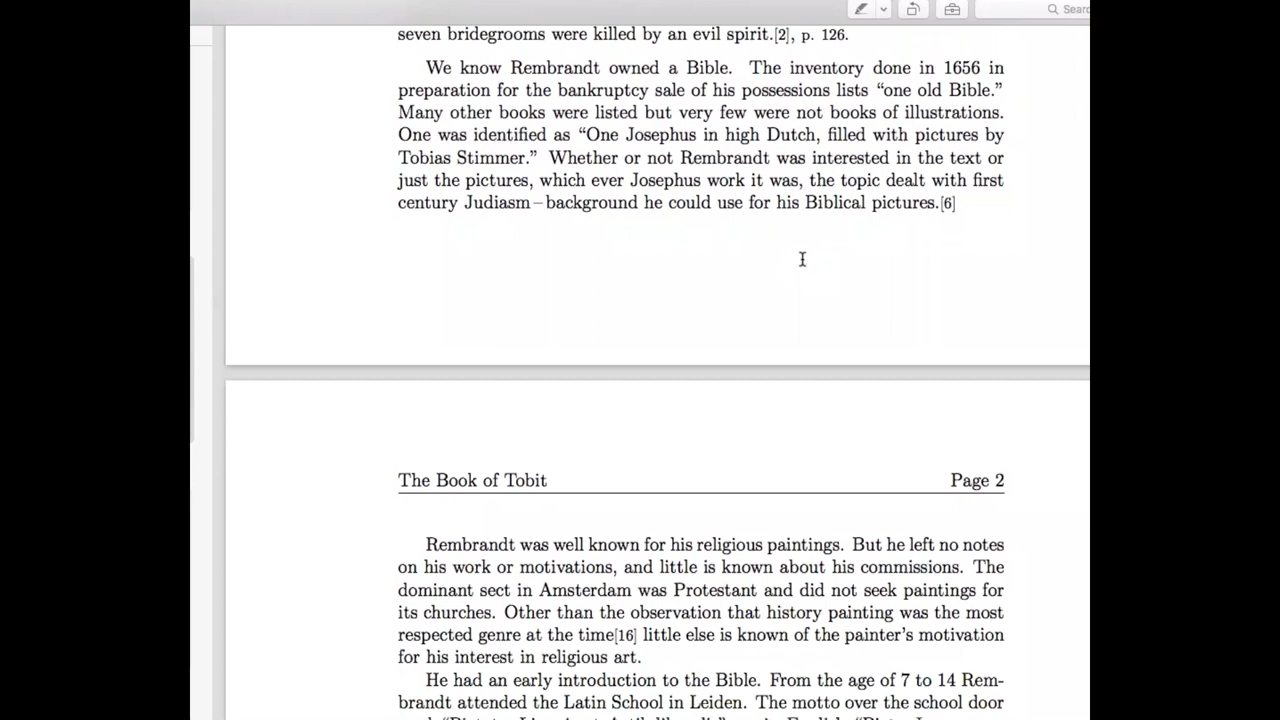 Sear
seven bridegrooms were killed by an evil spirit.[2], p. 126.
We know Rembrandt owned a Bible. The inventory done in 1656 in
preparation for the bankruptcy sale of his possessions lists “one old Bible.”
Many other books were listed but very few were not books of illustrations.
One was identified as “One Josephus in high Dutch, filled with pictures by
Tobias Stimmer.” Whether or not Rembrandt was interested in the text or
just the pictures, which ever Josephus work it was, the topic dealt with first
century Judiasm–background he could use for his Biblical pictures.[6]
The Book of Tobit Page 2
Rembrandt was well known for his religious paintings. But he left no notes
on his work or motivations, and little is known about his commissions. The
dominant sect in Amsterdam was Protestant and did not seek paintings for
its churches. Other than the observation that history painting was the most
respected genre at the time[16] little else is known of the painter’s motivation
for his interest in religious art.
He had an early introduction to the Bible. From the age of 7 to 14 Rem-
brandt attended the Latin School in Leiden. The motto over the school door